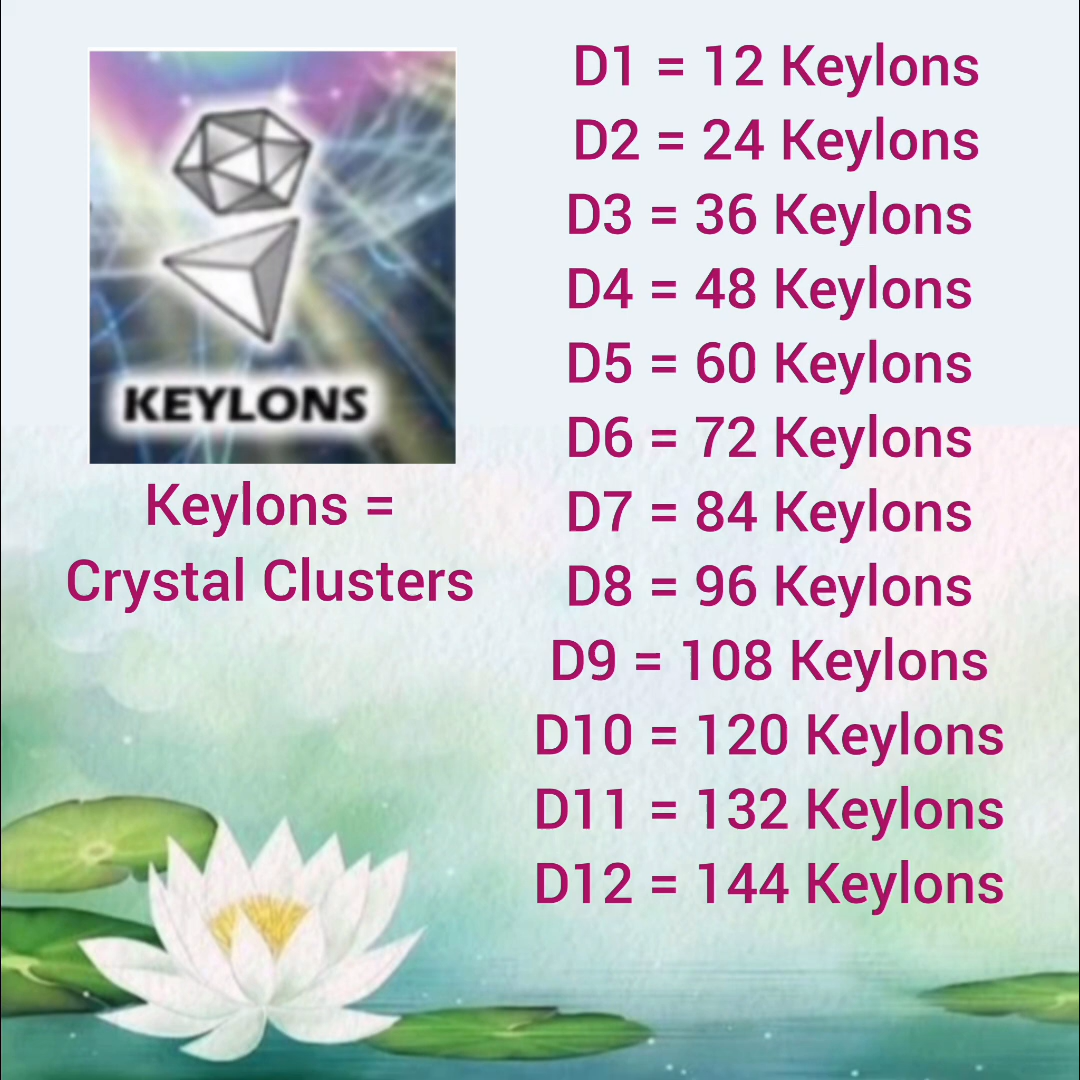 KEYLONS
Keylons =
Crystal Clusters
D1 = 12 Keylons
D2 = 24 Keylons
D3 = 36 Keylons
D4 = 48 Keylons
D5 = 60 Keylons
D6 = 72 Keylons
D7 = 84 Keylons
D8 = 96 Keylons
D9 = 108 Keylons
D10 = 120 Keylons
D11 = 132 Keylons
D12 = 144 Keylons